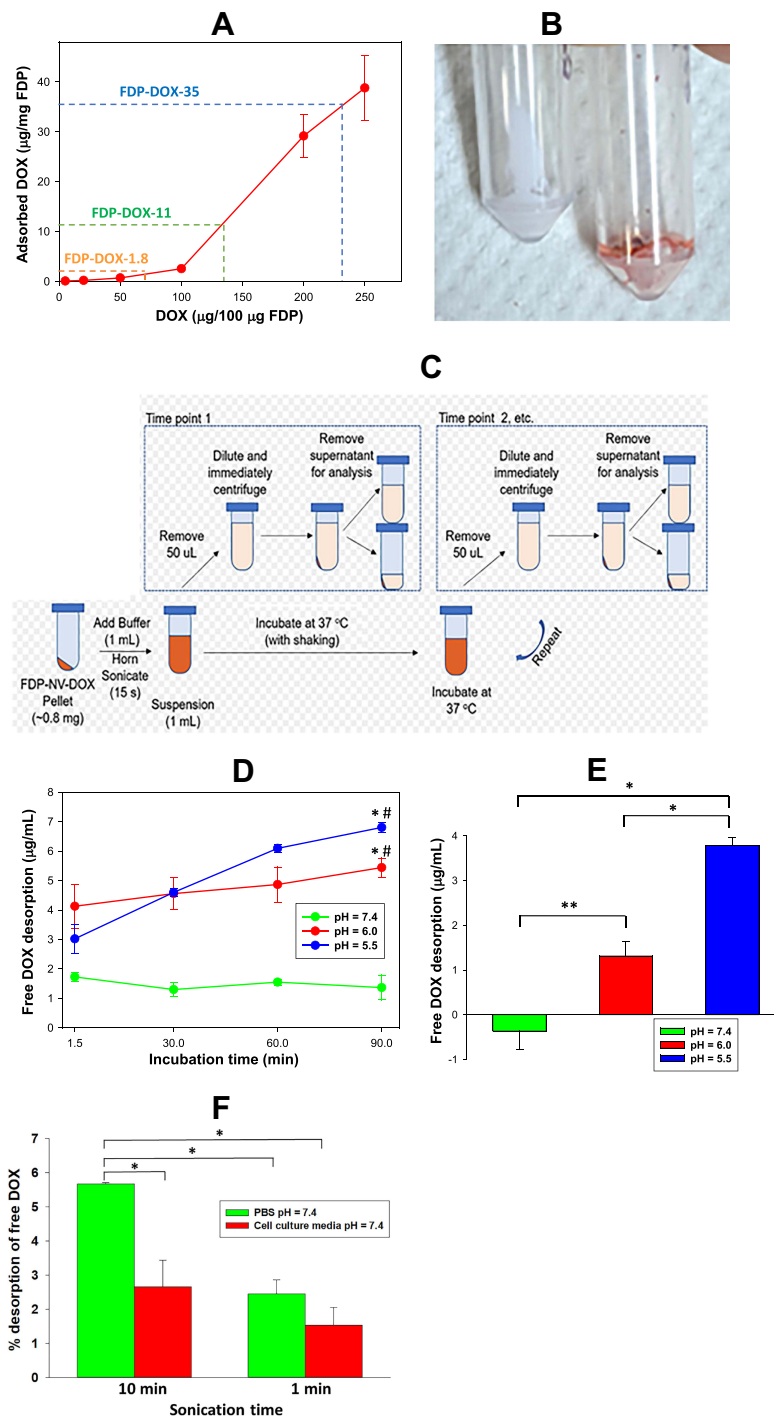 A
Adsorbed DOX (µg/mg FDP)
40
30
20
10
0
FDP-DOX-35
FDP-DOX-11
FDP-DOX-1.8
0
50
100
150
200
250
DOX (µg/100 µg FDP)
B
C
Time point 1
Dilute and
immediately
centrifuge
Remove
supernatant
for analysis
Remove
50 uL
Time point 2, etc.
Dilute and
immediately
centrifuge
Remove
supernatant
for analysis
Remove
50 uL
FDP-NV-DOX
Pellet
(~0.8 mg)
Add Buffer
(1 mL)
Horn
Sonicate
(15 s)
Suspension
(1 mL)
Incubate at 37 °C
(with shaking)
Incubate at
37 °C
Repeat
D
Free DOX desorption (µg/mL)
8
7
6
5
4
3
2
1
0
* #
* #
pH = 7.4
pH = 6.0
pH = 5.5
1.5
30.0
60.0
90.0
Incubation time (min)
E
Free DOX desorption (µg/mL)
4
3
2
1
0
-1
*
*
**
pH = 7.4
pH = 6.0
pH = 5.5
F
% desorption of free DOX
7
6
5
4
3
2
1
0
*
*
*
PBS pH = 7.4
Cell culture media pH = 7.4
10 min
1 min
Sonication time